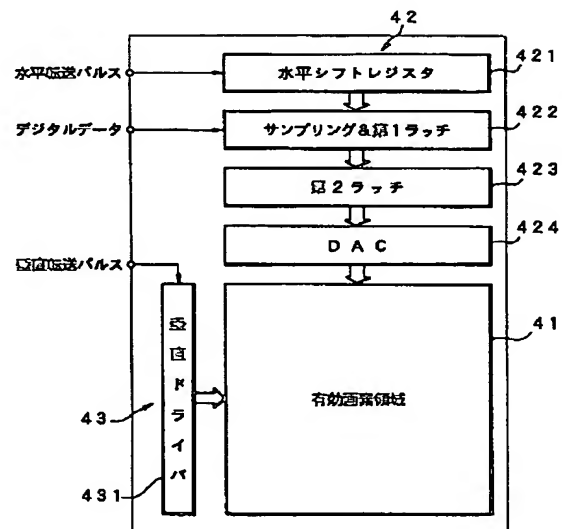 42
水平シフトレジスタ
421
水平転送パルス
サンプリング&第1ラッチ
422
デジタルデータ
第2ラッチ
423
DAC
424
垂直転送パルス
有効画素領域
41
垂直ドライバ
43
431